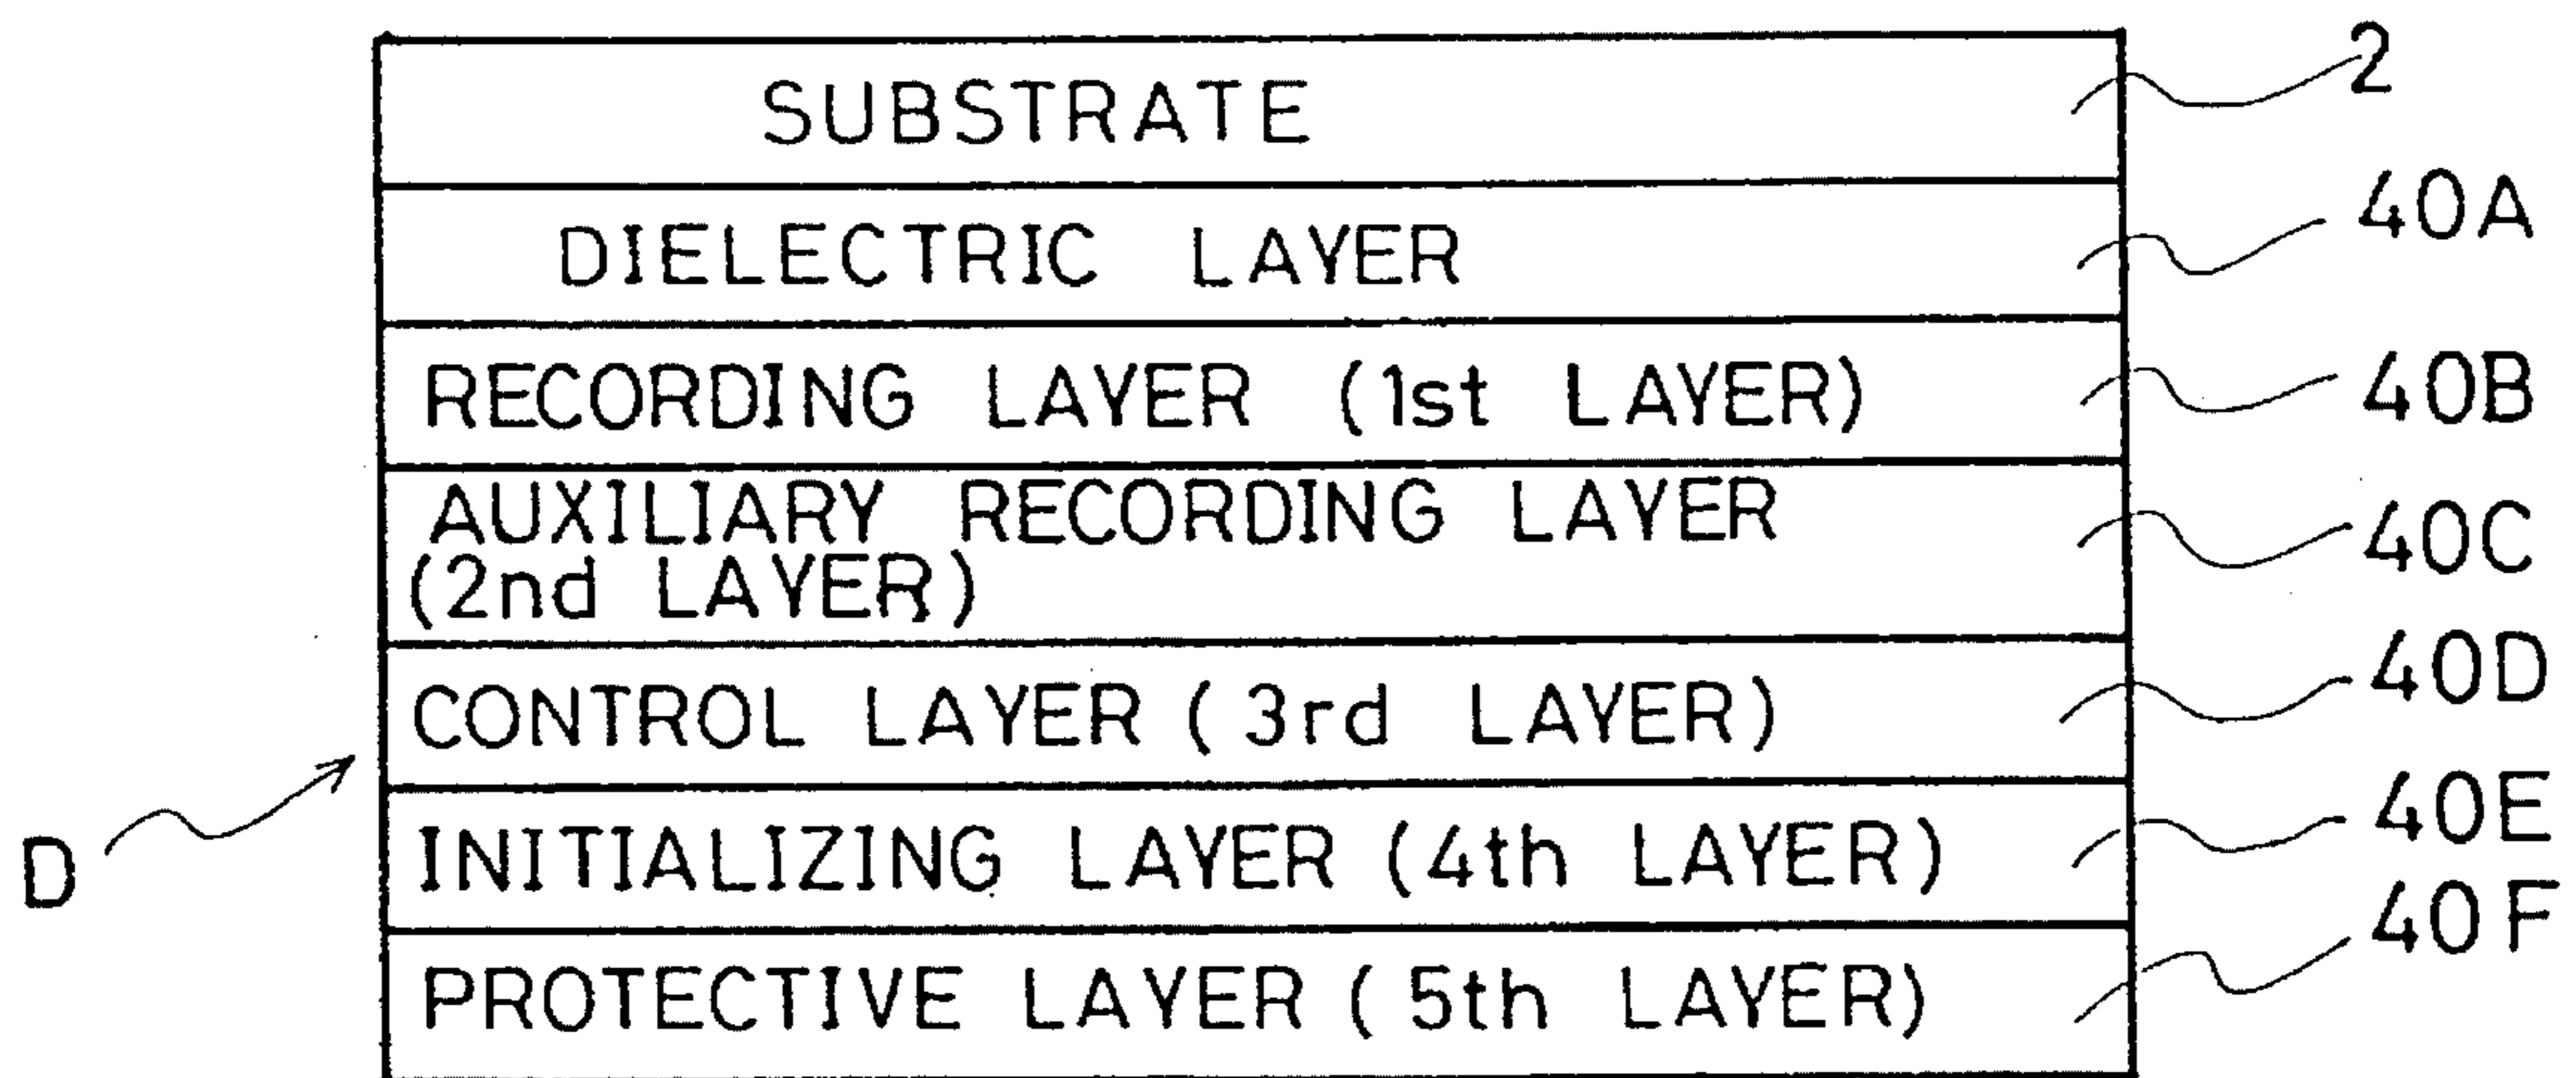 SUBSTRATE
2
DIELECTRIC LAYER
40A
RECORDING LAYER (1st LAYER)
40B
AUXILIARY RECORDING LAYER
(2nd LAYER)
40C
CONTROL LAYER (3rd LAYER)
40D
INITIALIZING LAYER (4th LAYER)
40E
PROTECTIVE LAYER (5th LAYER)
40F
D